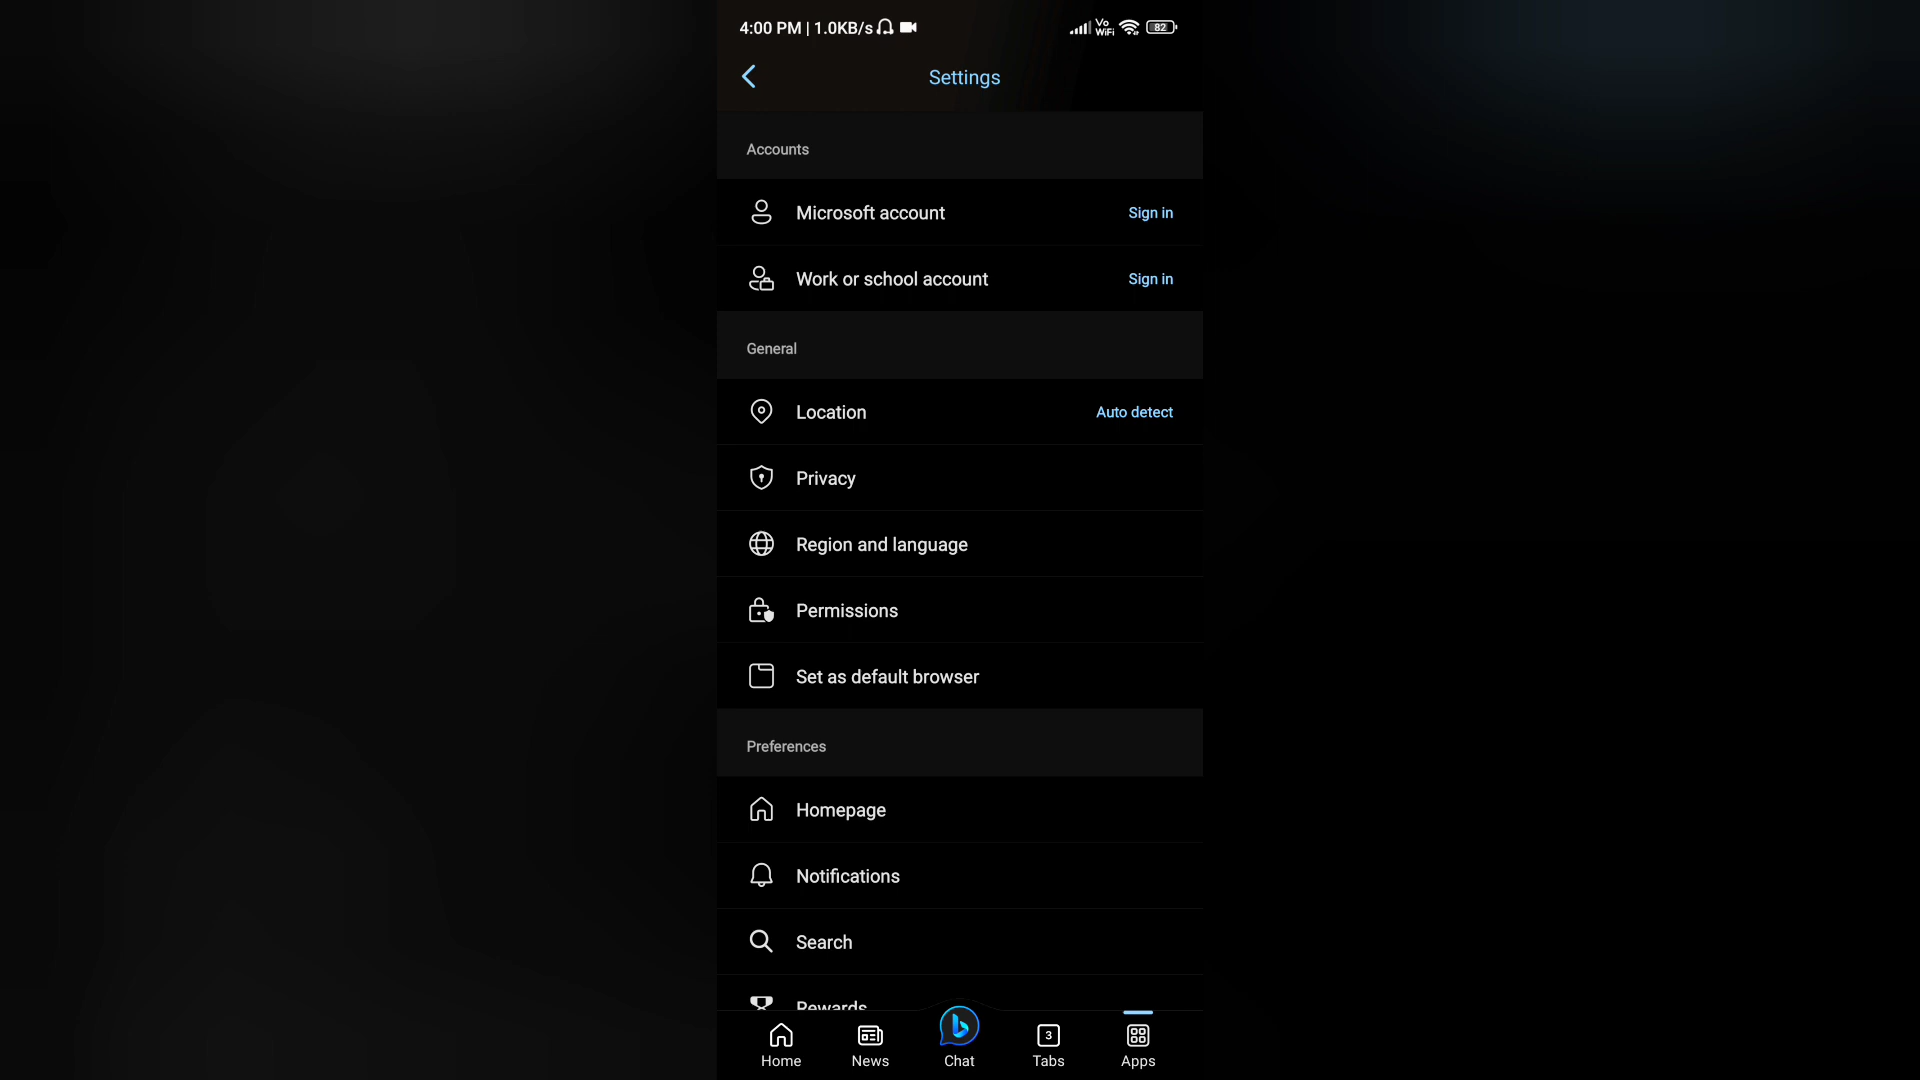 4:00 PM | 1.0KB/s Vo WiFi 82
Settings
Accounts
Microsoft account Sign in
Work or school account Sign in
General
Location Auto detect
Privacy
Region and language
Permissions
Set as default browser
Preferences
Homepage
Notifications
Search
Rewards
3
Home News Chat Tabs Apps